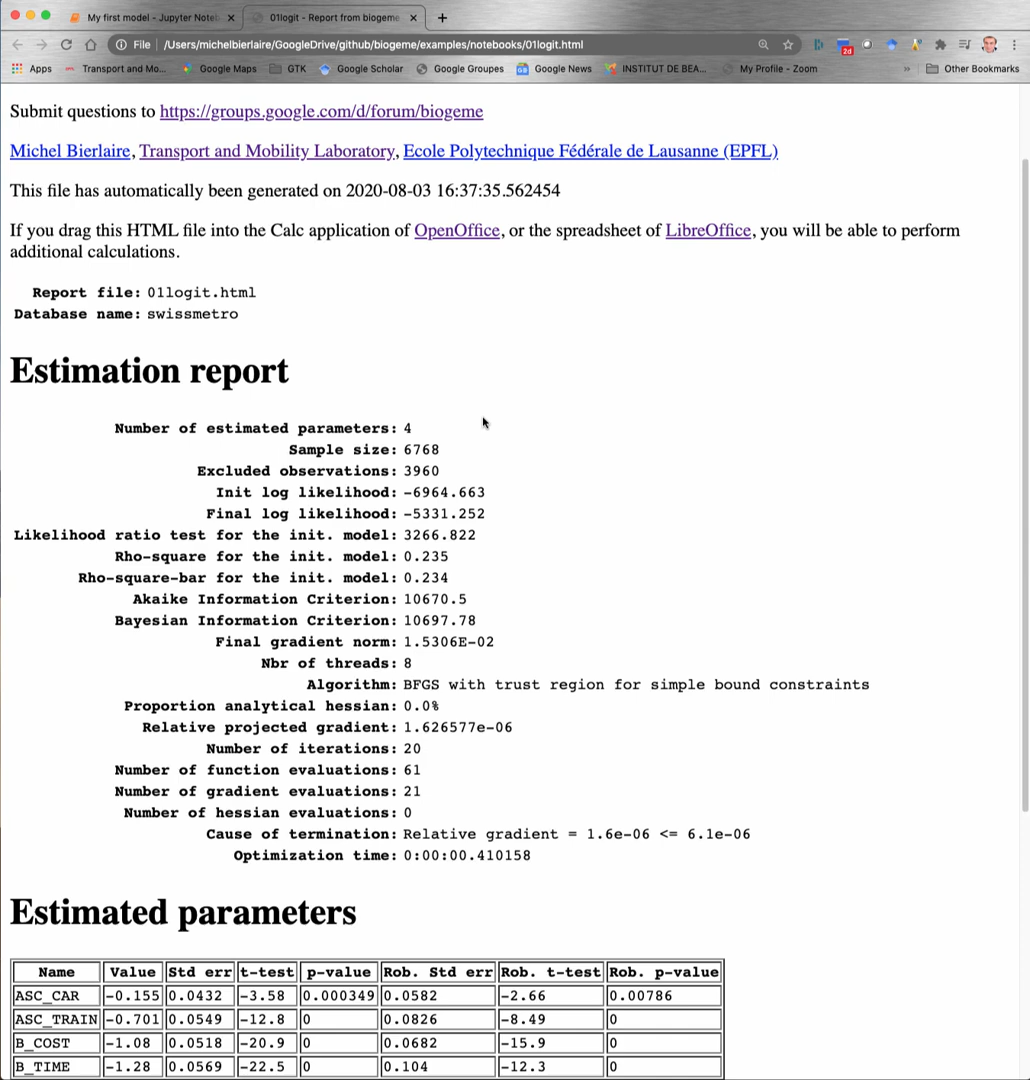 My first model - Jupyter Noteb
01logit - Report from biogeme
File
/Users/michelbierlaire/GoogleDrive/github/biogeme/examples/notebooks/01logit.html
2d
Apps
Transport and Mo...
Google Maps
GTK
Google Scholar
Google Groupes
Google News
INSTITUT DE BEA...
My Profile - Zoom
»
Other Bookmarks
Submit questions to https://groups.google.com/d/forum/biogeme
Michel Bierlaire, Transport and Mobility Laboratory, Ecole Polytechnique Fédérale de Lausanne (EPFL)
This file has automatically been generated on 2020-08-03 16:37:35.562454
If you drag this HTML file into the Calc application of OpenOffice, or the spreadsheet of LibreOffice, you will be able to perform
additional calculations.
Report file: 01logit.html
Database name: swissmetro
Estimation report
Number of estimated parameters: 4
Sample size: 6768
Excluded observations: 3960
Init log likelihood: -6964.663
Final log likelihood: -5331.252
Likelihood ratio test for the init. model: 3266.822
Rho-square for the init. model: 0.235
Rho-square-bar for the init. model: 0.234
Akaike Information Criterion: 10670.5
Bayesian Information Criterion: 10697.78
Final gradient norm: 1.5306E-02
Nbr of threads: 8
Algorithm: BFGS with trust region for simple bound constraints
Proportion analytical hessian: 0.0%
Relative projected gradient: 1.626577e-06
Number of iterations: 20
Number of function evaluations: 61
Number of gradient evaluations: 21
Number of hessian evaluations: 0
Cause of termination: Relative gradient = 1.6e-06 <= 6.1e-06
Optimization time: 0:00:00.410158
Estimated parameters
Name Value Std err t-test p-value Rob. Std err Rob. t-test Rob. p-value
ASC_CAR -0.155 0.0432 -3.58 0.000349 0.0582 -2.66 0.00786
ASC_TRAIN -0.701 0.0549 -12.8 0 0.0826 -8.49 0
B_COST -1.08 0.0518 -20.9 0 0.0682 -15.9 0
B_TIME -1.28 0.0569 -22.5 0 0.104 -12.3 0